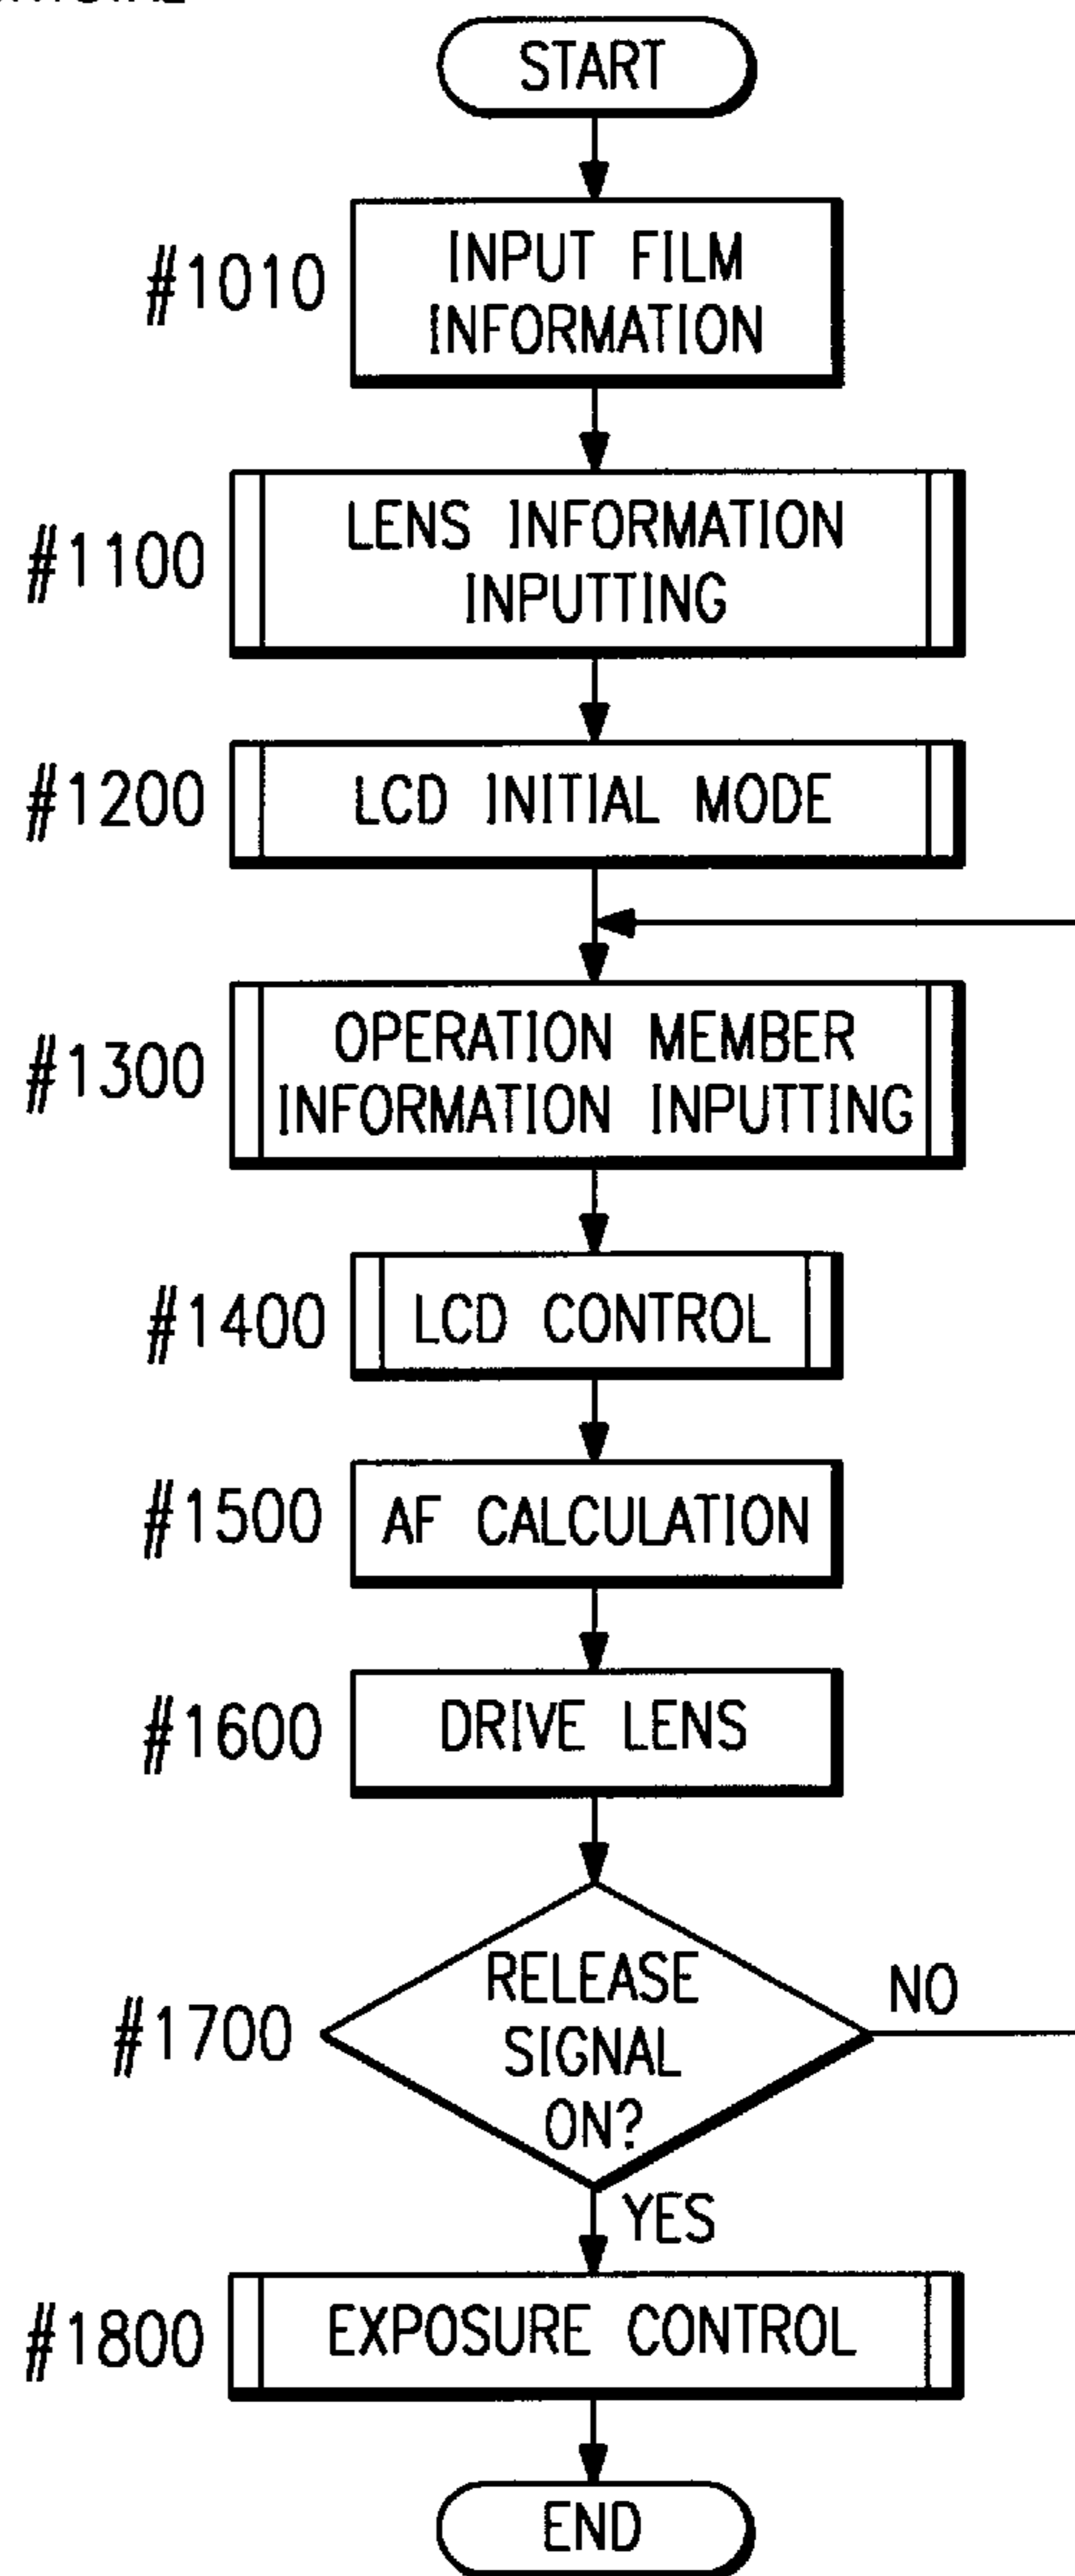 START
#1010
INPUT FILM
INFORMATION
#1100
LENS INFORMATION
INPUTTING
#1200
LCD INITIAL MODE
#1300
OPERATION MEMBER
INFORMATION INPUTTING
#1400
LCD CONTROL
#1500
AF CALCULATION
#1600
DRIVE LENS
#1700
RELEASE
SIGNAL
ON?
NO
YES
#1800
EXPOSURE CONTROL
END